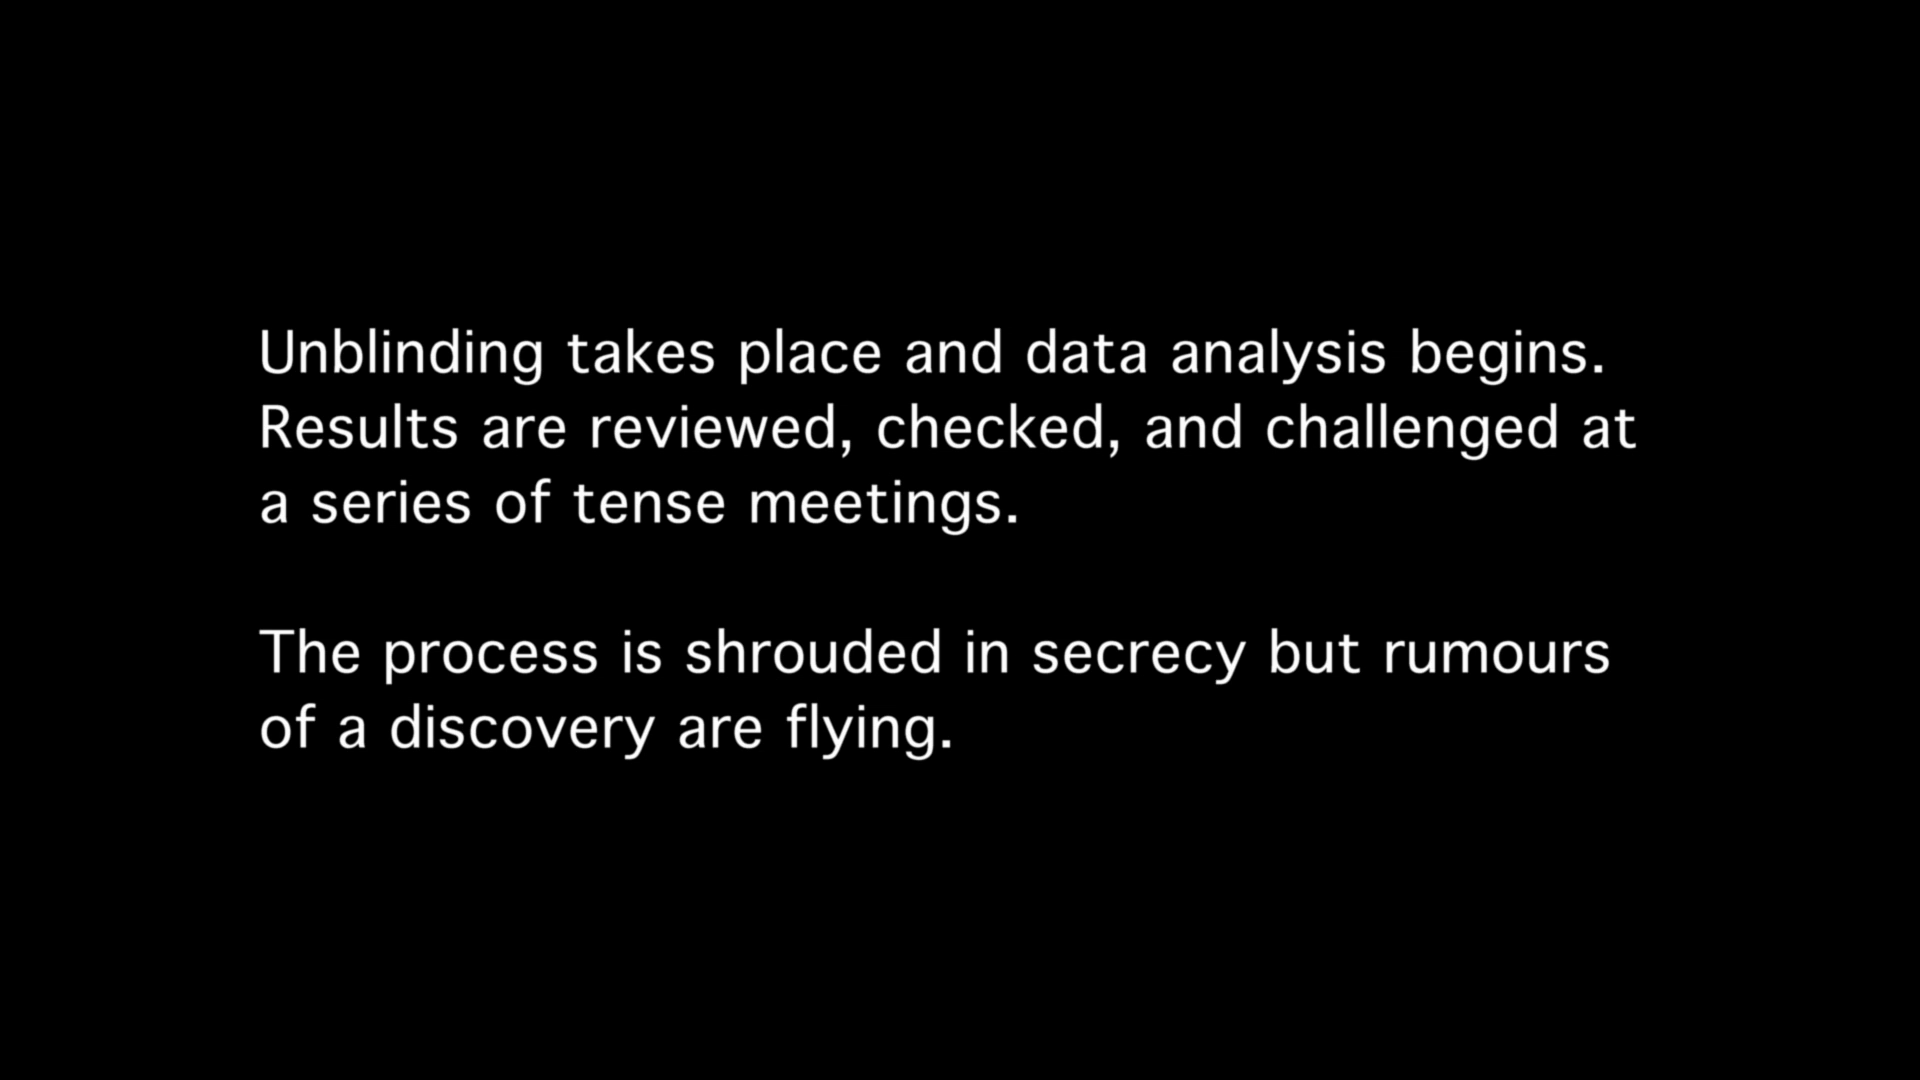 Unblinding takes place and data analysis begins.
Results are reviewed, checked, and challenged at
a series of tense meetings.
The process is shrouded in secrecy but rumours
of a discovery are flying.